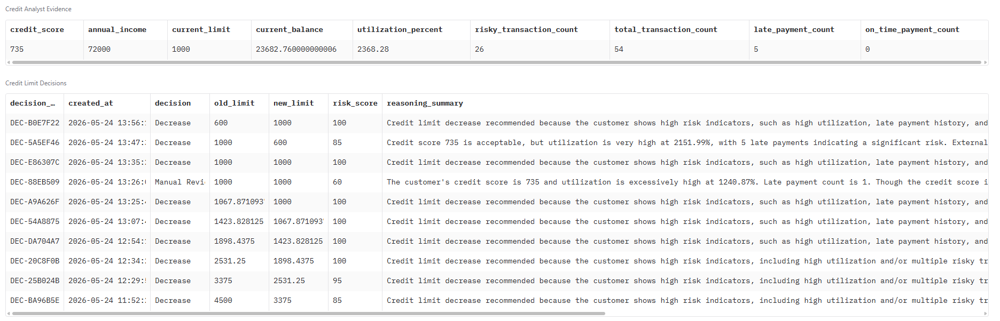 Credit Analyst Evidence
credit_score annual_income current_limit current_balance utilization_percent risky_transaction_count total_transaction_count late_payment_count on_time_payment_count
735 72000 1000 23682.760000000006 2368.28 26 54 5 0
Credit Limit Decisions
decision_… created_at decision old_limit new_limit risk_score reasoning_summary
DEC-B0E7F22 2026-05-24 13:56: Decrease 600 1000 100 Credit limit decrease recommended because the customer shows high risk indicators, such as high utilization, late payment history, and
DEC-5A5EF46 2026-05-24 13:47: Decrease 1000 600 85 Credit score 735 is acceptable, but utilization is very high at 2151.99%, with 5 late payments indicating a significant risk. External
DEC-E86307C 2026-05-24 13:35: Decrease 1000 1000 100 Credit limit decrease recommended because the customer shows high risk indicators, such as high utilization, late payment history, and
DEC-88EB509 2026-05-24 13:26: Manual Revi 1000 1000 60 The customer's credit score is 735 and utilization is excessively high at 1240.87%. Late payment count is 1. Though the credit score i
DEC-A9A626F 2026-05-24 13:25: Decrease 1067.871093 1000 100 Credit limit decrease recommended because the customer shows high risk indicators, such as high utilization, late payment history, and
DEC-54A8875 2026-05-24 13:07: Decrease 1423.828125 1067.871093 100 Credit limit decrease recommended because the customer shows high risk indicators, such as high utilization, late payment history, and
DEC-DA704A7 2026-05-24 12:54: Decrease 1898.4375 1423.828125 100 Credit limit decrease recommended because the customer shows high risk indicators, such as high utilization, late payment history, and
DEC-20C8F0B 2026-05-24 12:34: Decrease 2531.25 1898.4375 100 Credit limit decrease recommended because the customer shows high risk indicators, including high utilization and/or multiple risky tr
DEC-25B024B 2026-05-24 12:29: Decrease 3375 2531.25 95 Credit limit decrease recommended because the customer shows high risk indicators, including high utilization and/or multiple risky tr
DEC-BA96B5E 2026-05-24 11:52: Decrease 4500 3375 85 Credit limit decrease recommended because the customer shows high risk indicators, including high utilization and/or multiple risky tr